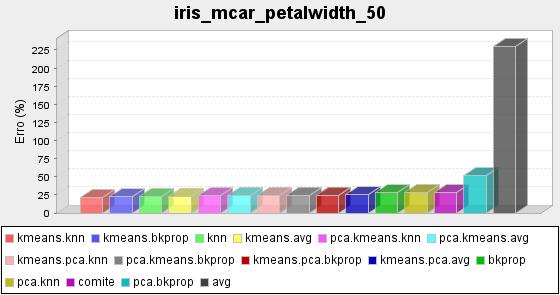 iris_mcar_petalwidth_50
225
200
175
150
125
100
75
50
25
0
Erro (%)
kmeans.knn kmeans.bkprop knn kmeans.avg pca.kmeans.knn pca.kmeans.avg
kmeans.pca.knn pca.kmeans.bkprop kmeans.pca.bkprop kmeans.pca.avg bkprop
pca.knn comite pca.bkprop avg